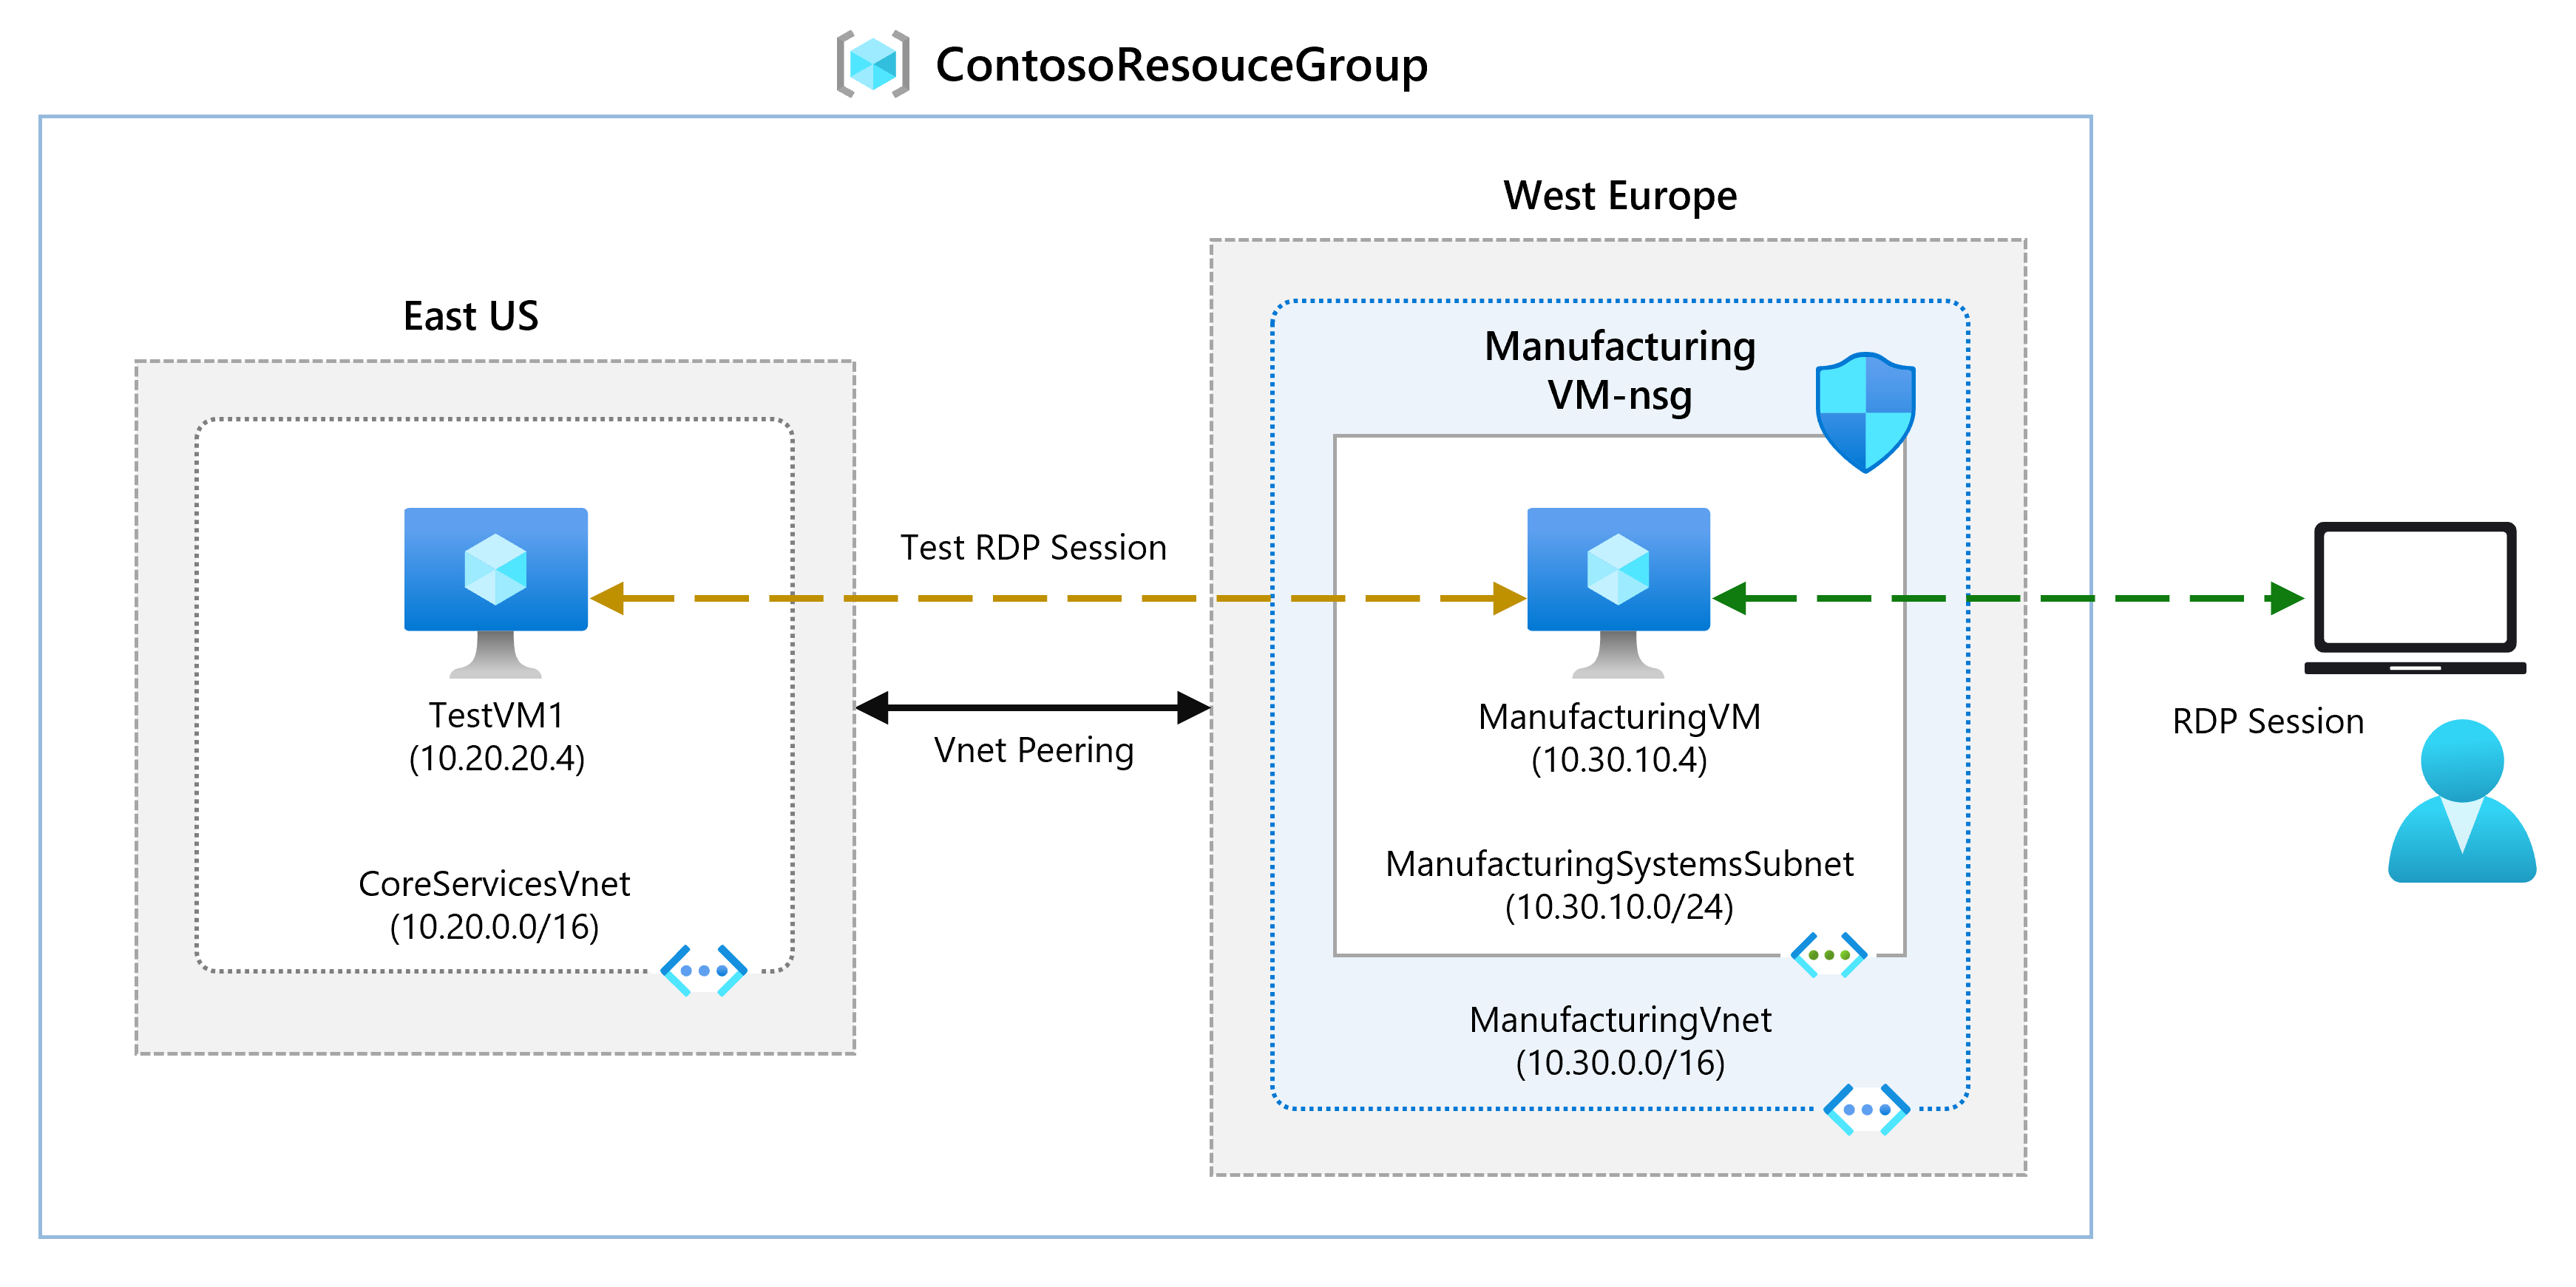 ContosoResouceGroup
East US
TestVM1
(10.20.20.4)
CoreServicesVnet
(10.20.0.0/16)
Test RDP Session
Vnet Peering
West Europe
Manufacturing
VM-nsg
ManufacturingVM
(10.30.10.4)
ManufacturingSystemsSubnet
(10.30.10.0/24)
ManufacturingVnet
(10.30.0.0/16)
RDP Session